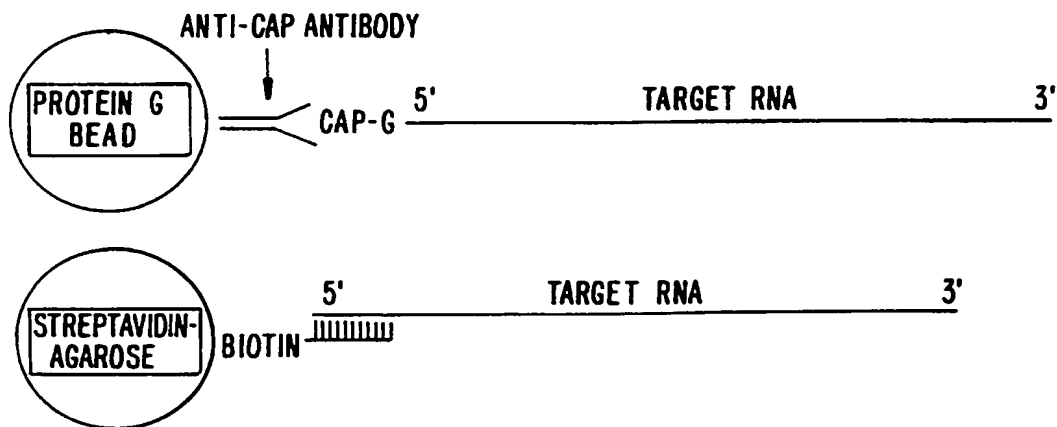 ANTI-CAP ANTIBODY
PROTEIN G
BEAD
CAP-G
5'
TARGET RNA
3'
STREPTAVIDIN-
AGAROSE
BIOTIN
5'
TARGET RNA
3'